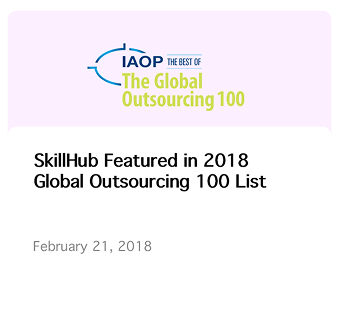 IAOP THE BEST OF
The Global
Outsourcing 100
SkillHub Featured in 2018
Global Outsourcing 100 List
February 21, 2018